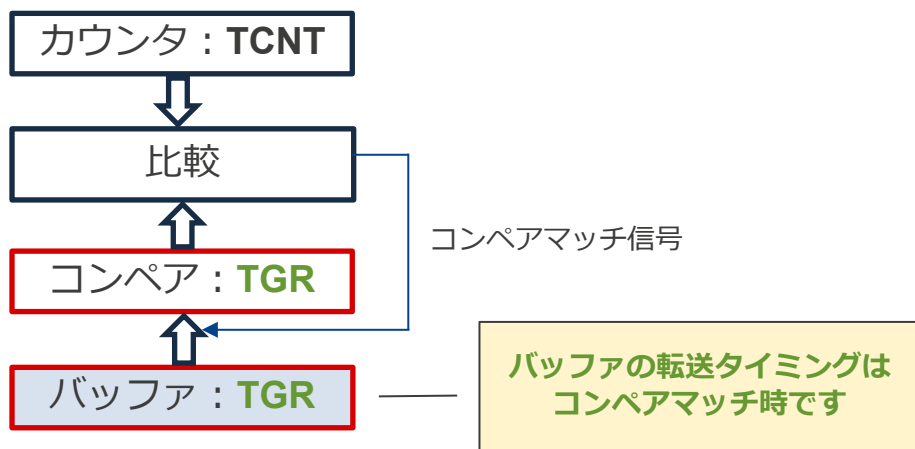 カウンタ：TCNT
比較
コンペアマッチ信号
コンペア：TGR
バッファ：TGR
バッファの転送タイミングは
コンペアマッチ時です